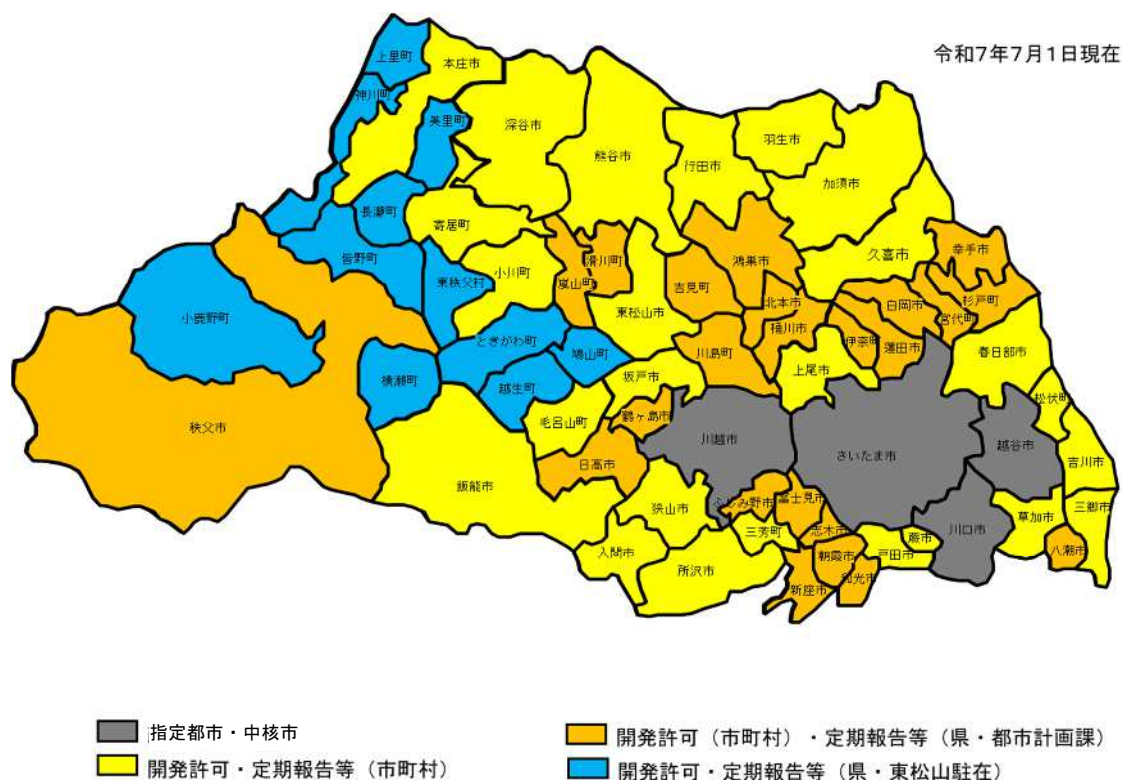 令和7年7月1日現在
上里町
本庄市
神川町
美里町
深谷市
熊谷市
行田市
羽生市
加須市
長瀞町
寄居町
皆野町
東秩父村
小川町
嵐山町
滑川町
吉見町
鴻巣市
久喜市
幸手市
小鹿野町
東松山市
北本市
桶川市
伊奈町
白岡市
蓮田市
宮代町
杉戸町
ときがわ町
鳩山町
川島町
上尾市
春日部市
横瀬町
越生町
坂戸市
松伏町
秩父市
毛呂山町
鶴ヶ島市
川越市
さいたま市
越谷市
吉川市
日高市
飯能市
狭山市
ふじみ野市
富士見市
三芳町
志木市
蕨市
戸田市
川口市
草加市
三郷市
八潮市
入間市
所沢市
朝霞市
新座市
和光市
指定都市・中核市
開発許可・定期報告等（市町村）
開発許可（市町村）・定期報告等（県・都市計画課）
開発許可・定期報告等（県・東松山駐在）